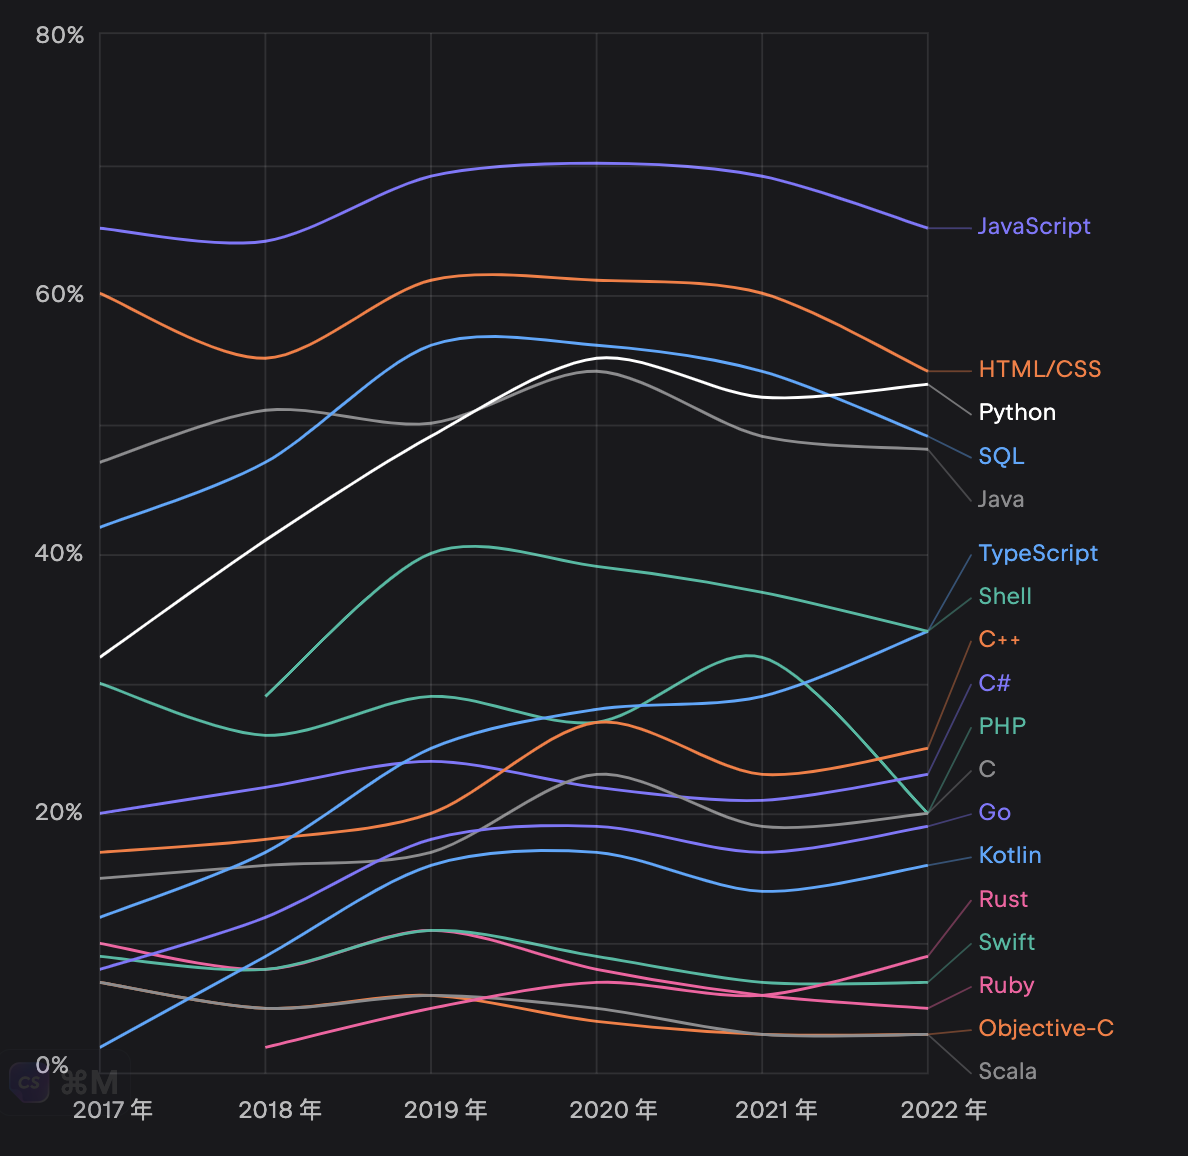 80%
60%
40%
20%
0%
JavaScript
HTML/CSS
Python
SQL
Java
TypeScript
Shell
C++
C#
PHP
C
Go
Kotlin
Rust
Swift
Ruby
Objective-C
Scala
CS ⌘M
2017 年 2018 年 2019 年 2020 年 2021 年 2022 年